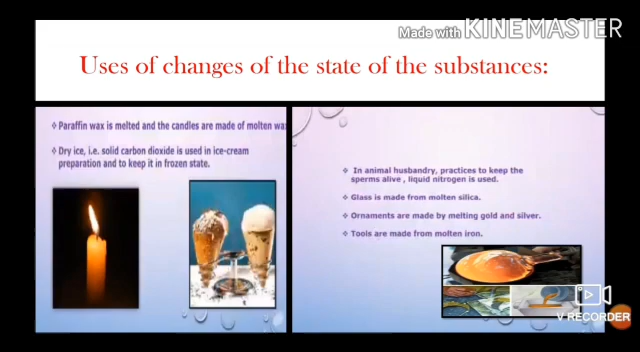 Made with KINEMASTER
Uses of changes of the state of the substances:
❖ Paraffin wax is melted and the candles are made of molten wax
❖ Dry ice, i.e. solid carbon dioxide is used in ice-cream
preparation and to keep it in frozen state.
❖ In animal husbandry, practices to keep the
sperms alive , liquid nitrogen is used.
❖ Glass is made from molten silica.
❖ Ornaments are made by melting gold and silver.
❖ Tools are made from molten iron.
V RECORDER